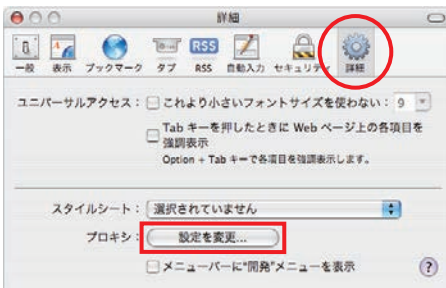 詳細
一般 表示 ブックマーク タブ RSS 自動入力 セキュリティ 詳細
ユニバーサルアクセス： これより小さいフォントサイズを使わない： 9
Tab キーを押したときに Web ページ上の各項目を
強調表示
Option + Tab キーで各項目を強調表示します。
スタイルシート： 選択されていません
プロキシ： 設定を変更...
メニューバーに"開発"メニューを表示 ?